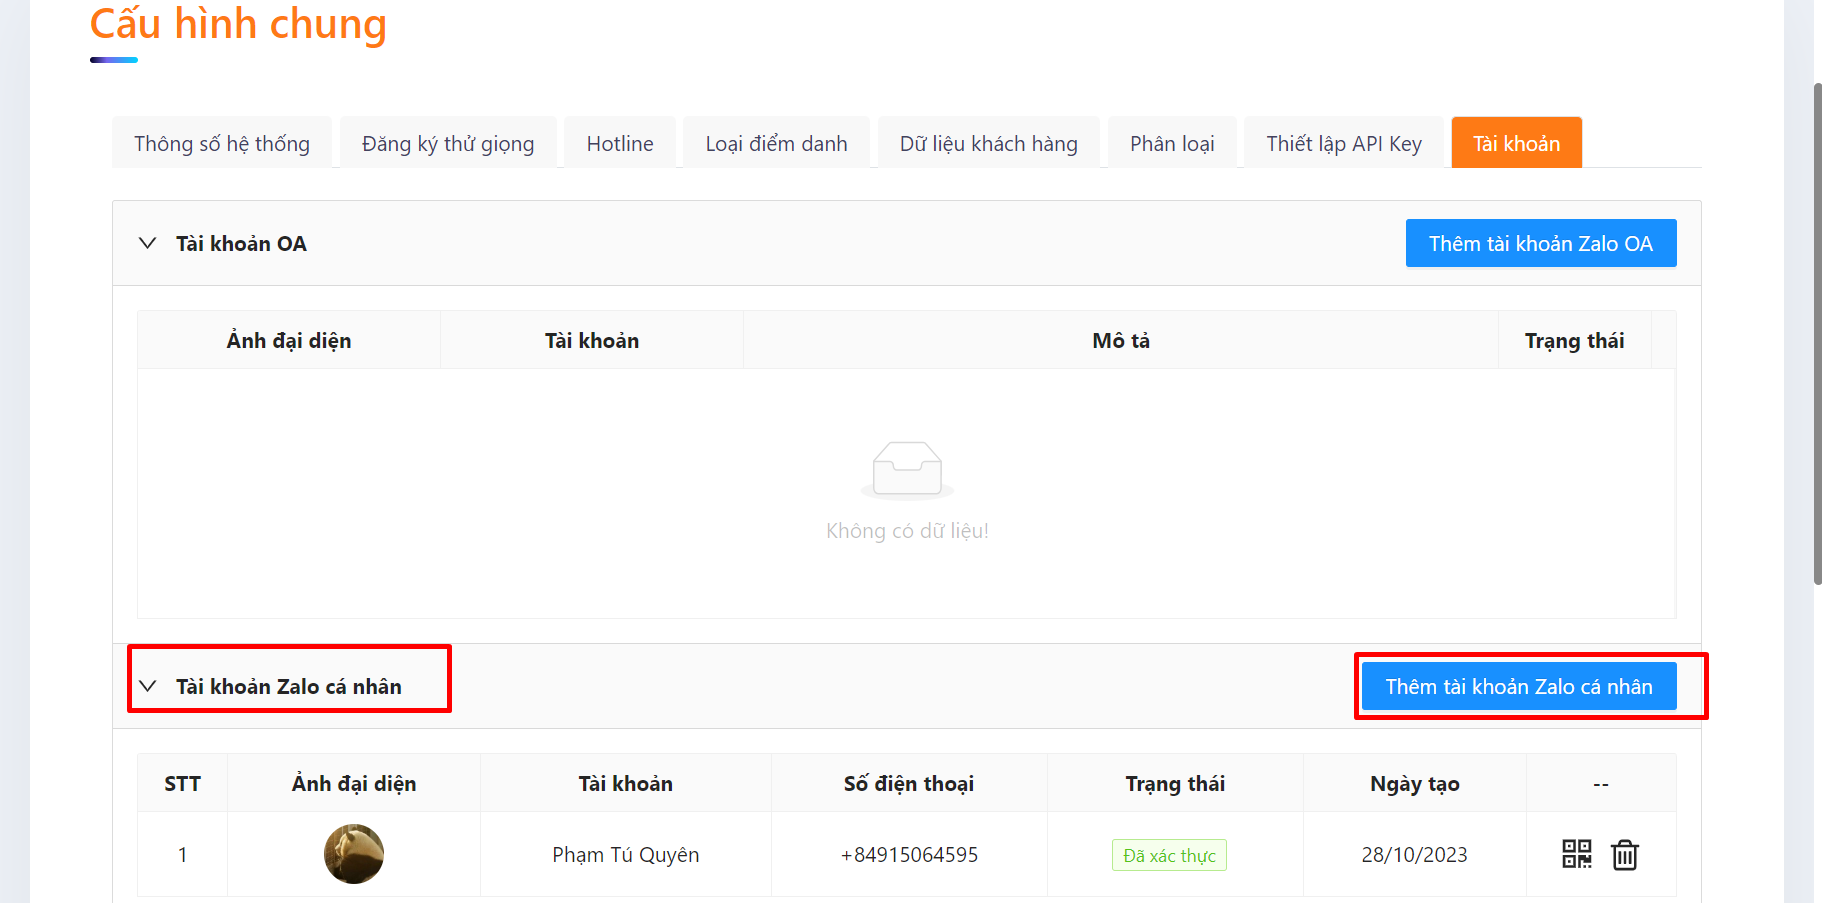 Cấu hình chung
Thông số hệ thống Đăng ký thử giọng Hotline Loại điểm danh Dữ liệu khách hàng Phân loại Thiết lập API Key Tài khoản
Tài khoản OA Thêm tài khoản Zalo OA
Ảnh đại diện Tài khoản Mô tả Trạng thái
Không có dữ liệu!
Tài khoản Zalo cá nhân Thêm tài khoản Zalo cá nhân
STT Ảnh đại diện Tài khoản Số điện thoại Trạng thái Ngày tạo --
1 Phạm Tú Quyên +84915064595 Đã xác thực 28/10/2023